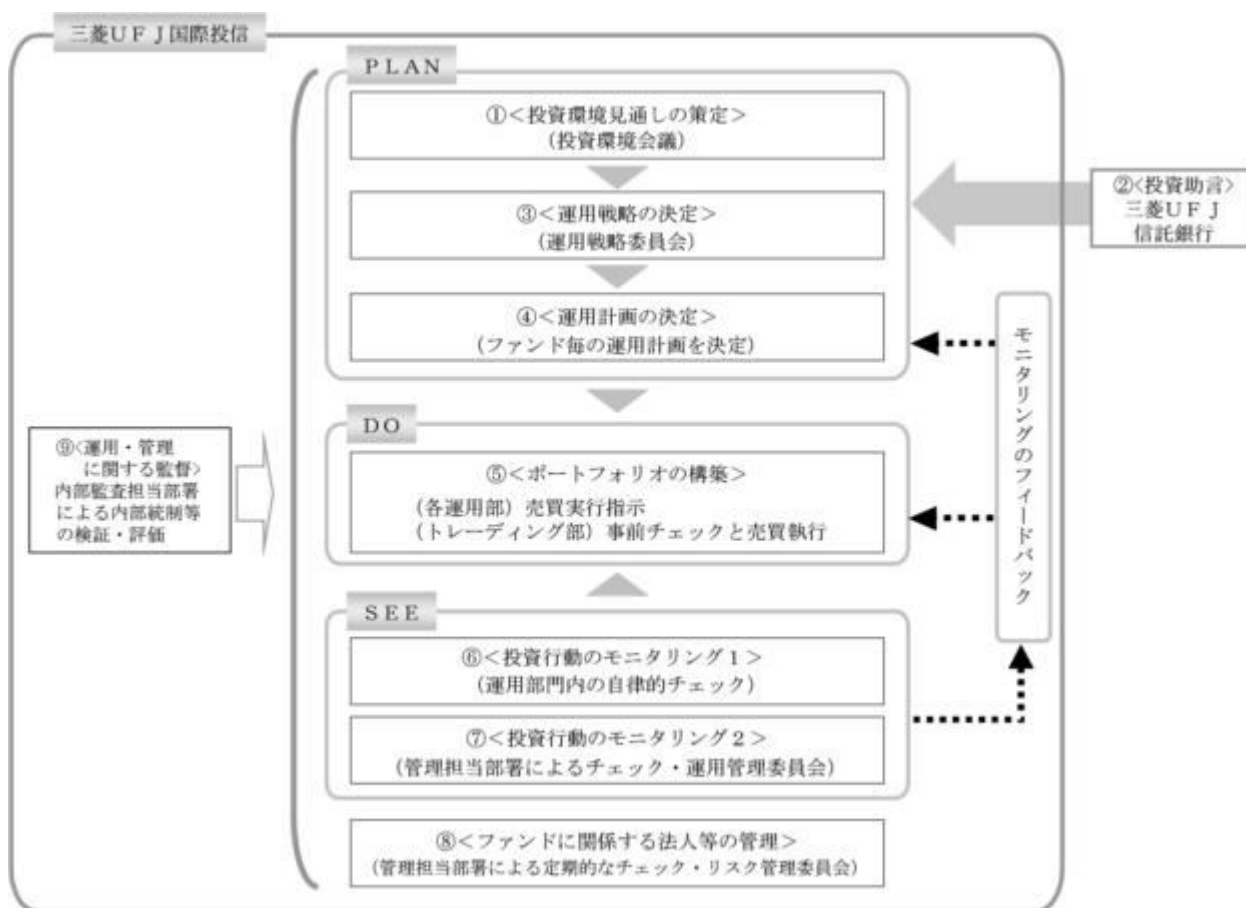 三菱ＵＦＪ国際投信
ＰＬＡＮ
①＜投資環境見通しの策定＞
（投資環境会議）
②<投資助言>
三菱ＵＦＪ
信託銀行
③＜運用戦略の決定＞
（運用戦略委員会）
④＜運用計画の決定＞
（ファンド毎の運用計画を決定）
ＤＯ
⑤＜ポートフォリオの構築＞
（各運用部）売買実行指示
（トレーディング部）事前チェックと売買執行
ＳＥＥ
⑥＜投資行動のモニタリング１＞
（運用部門内の自律的チェック）
⑦＜投資行動のモニタリング２＞
（管理担当部署によるチェック・運用管理委員会）
⑧＜ファンドに関係する法人等の管理＞
（管理担当部署による定期的なチェック・リスク管理委員会）
⑨<運用・管理
に関する監督>
内部監査担当部署
による内部統制等
の検証・評価
モニタリングのフィードバック